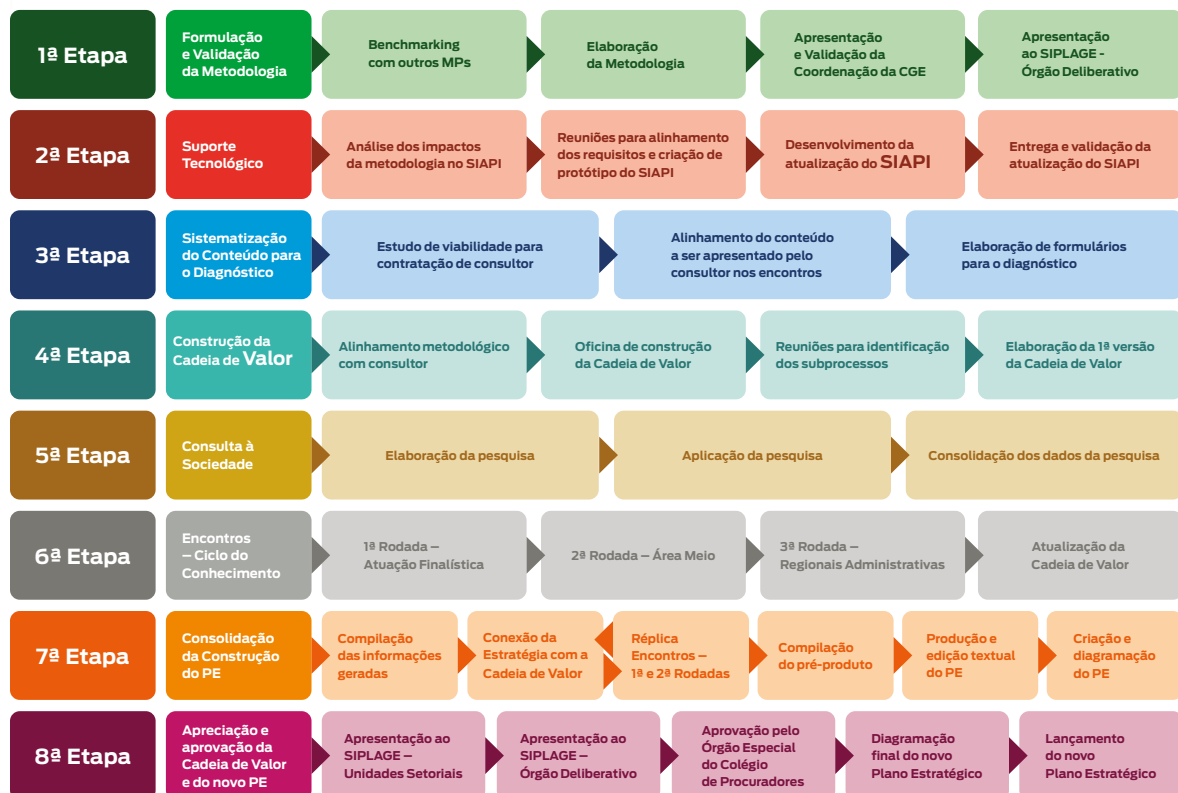 1ª Etapa
Formulação
e Validação
da Metodologia
Benchmarking
com outros MPs
Elaboração
da Metodologia
Apresentação
e Validação da
Coordenação da CGE
Apresentação
ao SIPLAGE -
Órgão Deliberativo
2ª Etapa
Suporte
Tecnológico
Análise dos impactos
da metodologia no SIAPI
Reuniões para alinhamento
dos requisitos e criação de
protótipo do SIAPI
Desenvolvimento da
atualização do SIAPI
Entrega e validação da
atualização do SIAPI
3ª Etapa
Sistematização
do Conteúdo para
o Diagnóstico
Estudo de viabilidade para
contratação de consultor
Alinhamento do conteúdo
a ser apresentado pelo
consultor nos encontros
Elaboração de formulários
para o diagnóstico
4ª Etapa
Construção da
Cadeia de Valor
Alinhamento metodológico
com consultor
Oficina de construção
da Cadeia de Valor
Reuniões para identificação
dos subprocessos
Elaboração da 1ª versão
da Cadeia de Valor
5ª Etapa
Consulta à
Sociedade
Elaboração da pesquisa
Aplicação da pesquisa
Consolidação dos dados da pesquisa
6ª Etapa
Encontros
– Ciclo do
Conhecimento
1ª Rodada –
Atuação Finalística
2ª Rodada – Área Meio
3ª Rodada –
Regionais Administrativas
Atualização da
Cadeia de Valor
7ª Etapa
Consolidação
da Construção
do PE
Compilação
das informações
geradas
Conexão da
Estratégia com a
Cadeia de Valor
Réplica
Encontros –
1ª e 2ª Rodadas
Compilação
do pré-produto
Produção e
edição textual
do PE
Criação e
diagramação
do PE
8ª Etapa
Apreciação e
aprovação da
Cadeia de Valor
e do novo PE
Apresentação ao
SIPLAGE –
Unidades Setoriais
Apresentação ao
SIPLAGE –
Órgão Deliberativo
Aprovação pelo
Órgão Especial
do Colégio
de Procuradores
Diagramação
final do novo
Plano Estratégico
Lançamento
do novo
Plano Estratégico